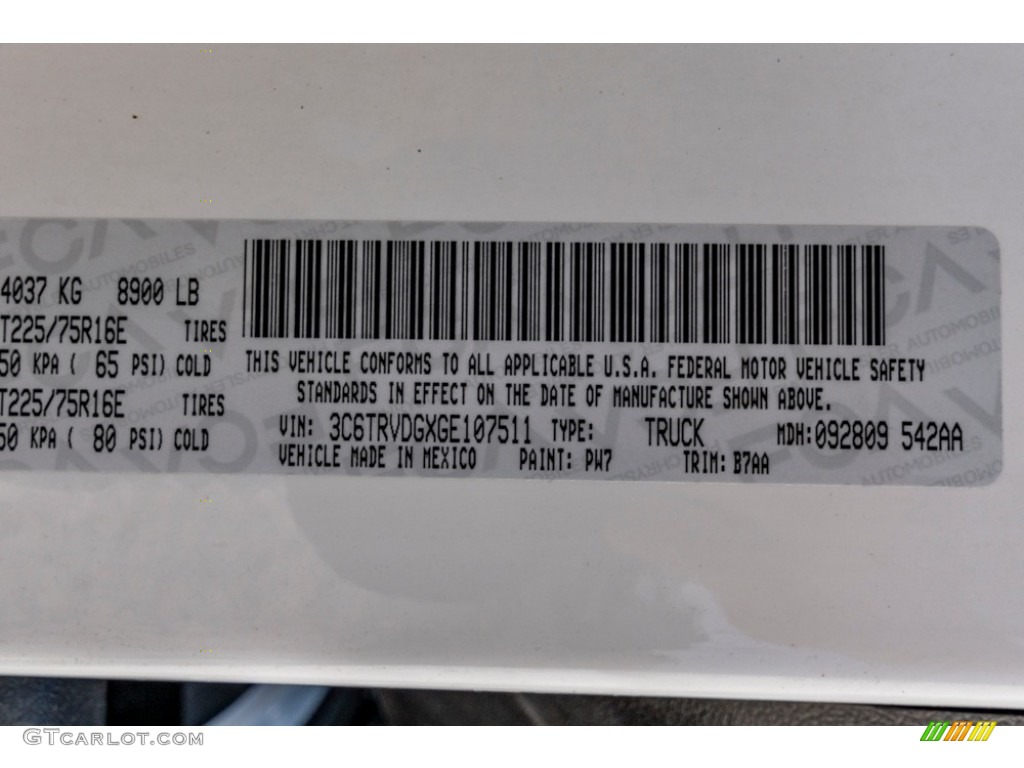 4037 KG 8900 LB
T225/75R16E TIRES
50 KPA ( 65 PSI) COLD
T225/75R16E TIRES
50 KPA ( 80 PSI) COLD
THIS VEHICLE CONFORMS TO ALL APPLICABLE U.S.A. FEDERAL MOTOR VEHICLE SAFETY
STANDARDS IN EFFECT ON THE DATE OF MANUFACTURE SHOWN ABOVE.
VIN: 3C6TRVDGXGE107511 TYPE: TRUCK MDH:092809 542AA
VEHICLE MADE IN MEXICO PAINT: PW7 TRIM: B7AA
GTCARLOT.COM